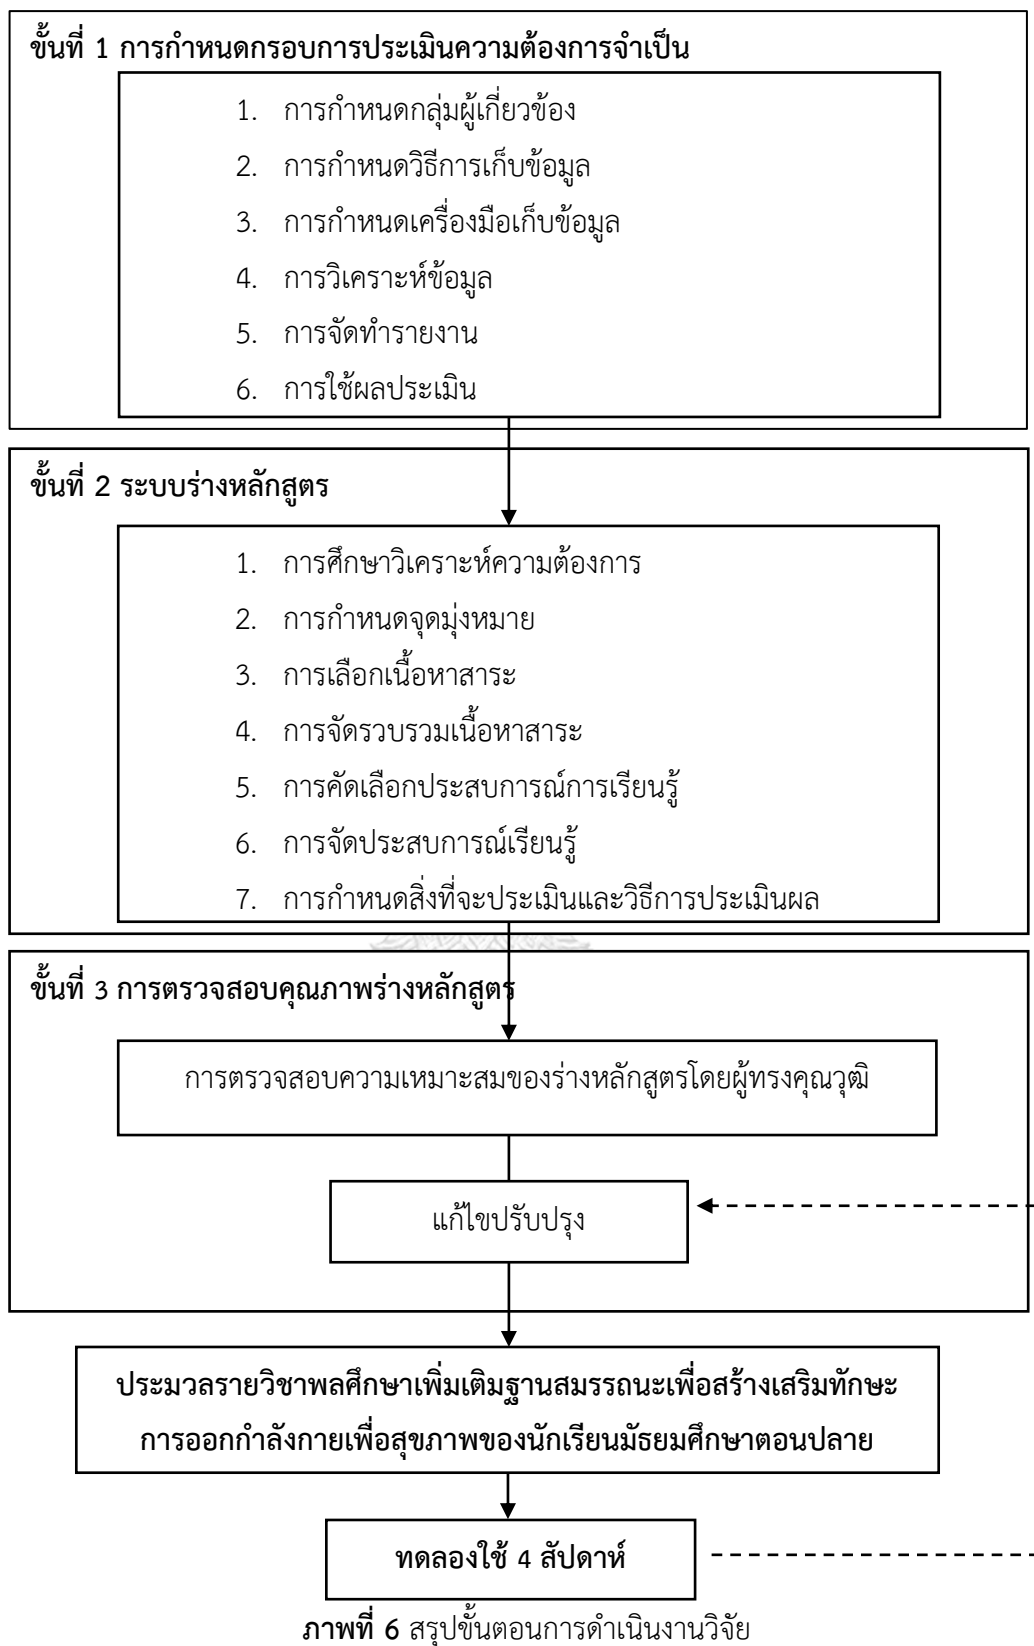 ขั้นที่ 1 การกำหนดกรอบการประเมินความต้องการจำเป็น
1. การกำหนดกลุ่มผู้เกี่ยวข้อง
2. การกำหนดวิธีการเก็บข้อมูล
3. การกำหนดเครื่องมือเก็บข้อมูล
4. การวิเคราะห์ข้อมูล
5. การจัดทำรายงาน
6. การใช้ผลประเมิน
ขั้นที่ 2 ระบบร่างหลักสูตร
1. การศึกษาวิเคราะห์ความต้องการ
2. การกำหนดจุดมุ่งหมาย
3. การเลือกเนื้อหาสาระ
4. การจัดรวบรวมเนื้อหาสาระ
5. การคัดเลือกประสบการณ์การเรียนรู้
6. การจัดประสบการณ์เรียนรู้
7. การกำหนดสิ่งที่จะประเมินและวิธีการประเมินผล
ขั้นที่ 3 การตรวจสอบคุณภาพร่างหลักสูตร
การตรวจสอบความเหมาะสมของร่างหลักสูตรโดยผู้ทรงคุณวุฒิ
แก้ไขปรับปรุง
ประมวลรายวิชาพลศึกษาเพิ่มเติมฐานสมรรถนะเพื่อสร้างเสริมทักษะ
การออกกำลังกายเพื่อสุขภาพของนักเรียนมัธยมศึกษาตอนปลาย
ทดลองใช้ 4 สัปดาห์
ภาพที่ 6 สรุปขั้นตอนการดำเนินงานวิจัย